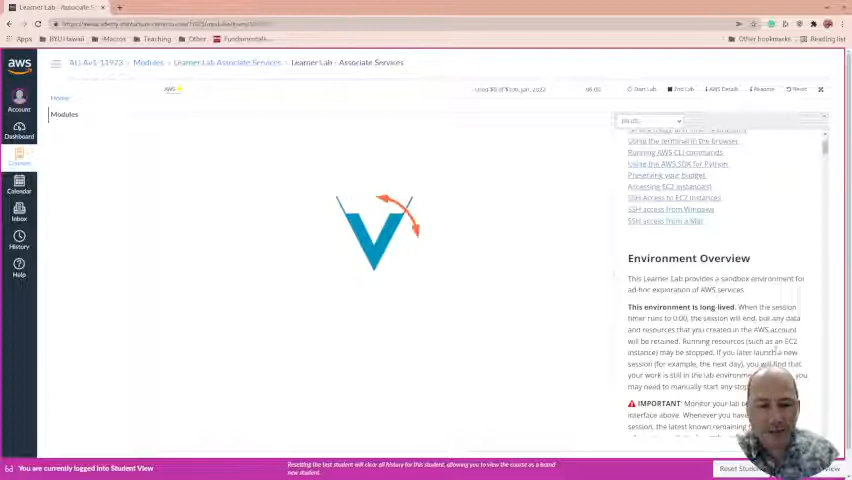 Learner Lab - Associate S
Apps
BYU Hawaii
iMacros
Teaching
Other
Fundamentals...
Other bookmarks
Reading list
aws
Account
Dashboard
Courses
Calendar
Inbox
History
Help
Modules
Learner Lab Associate Services
Learner Lab - Associate Services
Home
Modules
AWS
Start Lab
End Lab
AWS Details
Readme
Reset
Using the terminal in the browser
Running AWS CLI commands
Using the AWS SDK for Python
Preserving your budget
Accessing EC2 Instances
SSH Access to EC2 Instances
SSH access from Windows
SSH access from a Mac
Environment Overview
This Learner Lab provides a sandbox environment for
ad-hoc exploration of AWS services.
This environment is long-lived. When the session
timer runs to 0:00, the session will end, but any data
and resources that you created in the AWS account
will be retained. Running resources (such as an EC2
instance) may be stopped. If you later launch a new
session (for example, the next day), you will find that
your work is still in the lab environment
may need to manually start any
IMPORTANT: Monitor your lab
interface above. Whenever you have
session, the latest known remaining
You are currently logged into Student View
Resetting the test student will clear all history for this student, allowing you to view the course as a brand
new student.
Reset Stude
View